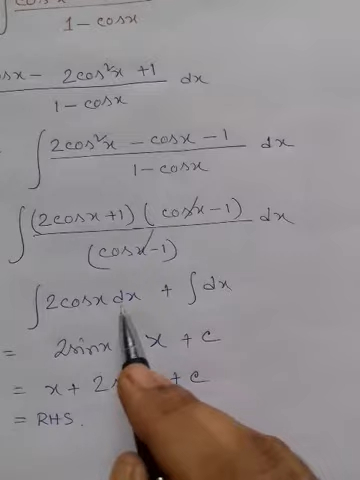 ∫ 1 - cosx
- 2cos²x + 1 dx
1 - cosx
∫ 2cos²x - cosx - 1 dx
1 - cosx
∫ (2cosx + 1) (cosx - 1) dx
(cosx - 1)
∫ 2cosx dx + ∫ dx
= 2sinx x + c
= x + 2 + c
= RHS.